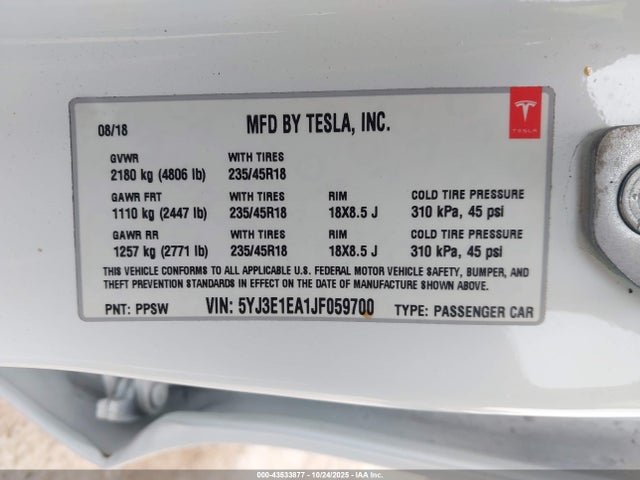 08/18 MFD BY TESLA, INC.
TESLA
GVWR WITH TIRES
2180 kg (4806 lb) 235/45R18
GAWR FRT WITH TIRES RIM COLD TIRE PRESSURE
1110 kg (2447 lb) 235/45R18 18X8.5 J 310 kPa, 45 psi
GAWR RR WITH TIRES RIM COLD TIRE PRESSURE
1257 kg (2771 lb) 235/45R18 18X8.5 J 310 kPa, 45 psi
THIS VEHICLE CONFORMS TO ALL APPLICABLE U.S. FEDERAL MOTOR VEHICLE SAFETY, BUMPER, AND
THEFT PREVENTION STANDARDS IN EFFECT ON THE DATE OF MANUFACTURE SHOWN ABOVE.
PNT: PPSW VIN: 5YJ3E1EA1JF059700 TYPE: PASSENGER CAR
000-43533877 - 10/24/2025 - IAA Inc.